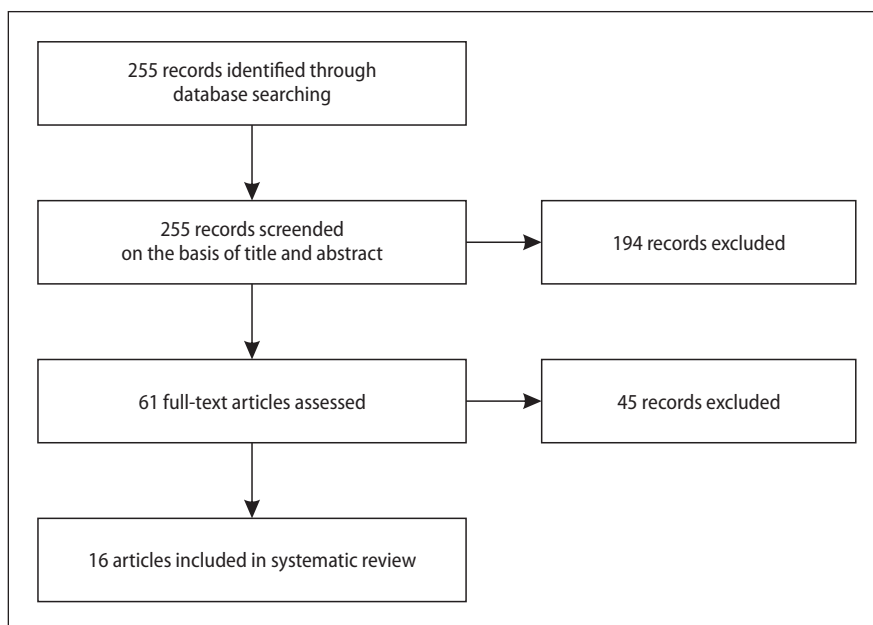 255 records identified through
database searching
255 records screended
on the basis of title and abstract
194 records excluded
61 full-text articles assessed
45 records excluded
16 articles included in systematic review